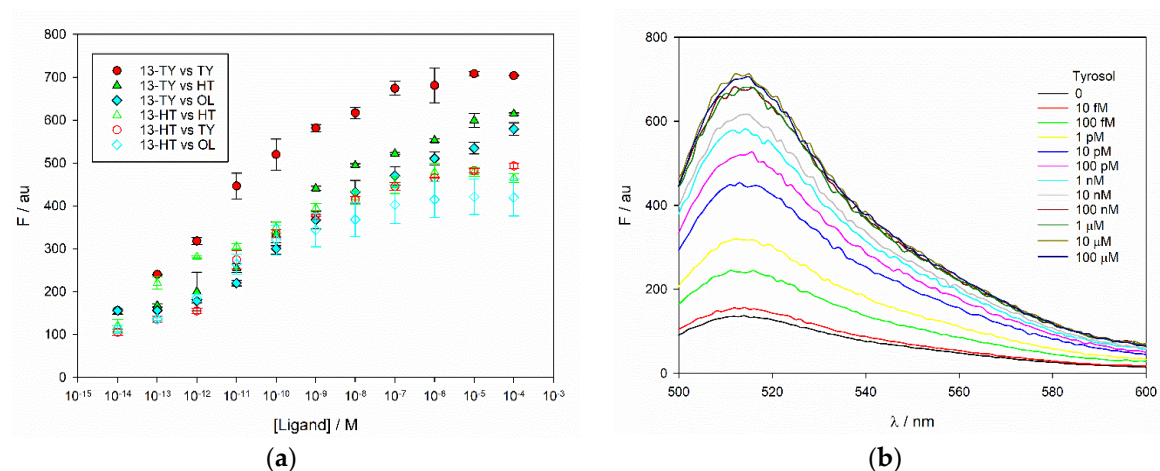 800
700
600
500
400
300
200
100
0
F / au
13-TY vs TY
13-TY vs HT
13-TY vs OL
13-HT vs HT
13-HT vs TY
13-HT vs OL
10-15 10-14 10-13 10-12 10-11 10-10 10-9 10-8 10-7 10-6 10-5 10-4 10-3
[Ligand] / M
(a)
800
600
400
200
0
F / au
Tyrosol
0
10 fM
100 fM
1 pM
10 pM
100 pM
1 nM
10 nM
100 nM
1 µM
10 µM
100 µM
500 520 540 560 580 600
λ / nm
(b)